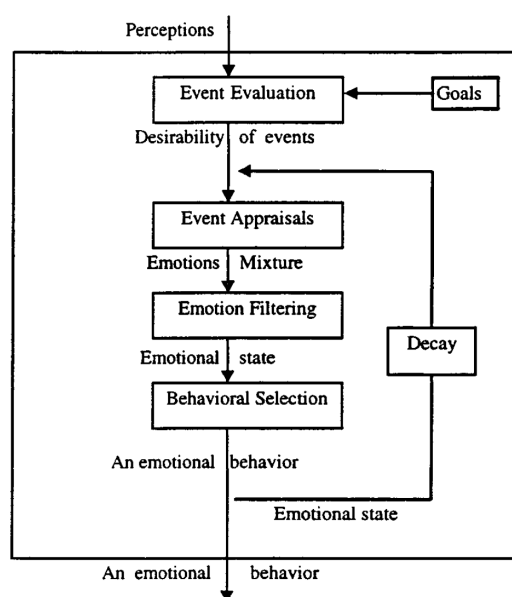 Perceptions
Event Evaluation
Goals
Desirability of events
Event Appraisals
Emotions Mixture
Emotion Filtering
Emotional state
Decay
Behavioral Selection
An emotional behavior
Emotional state
An emotional behavior